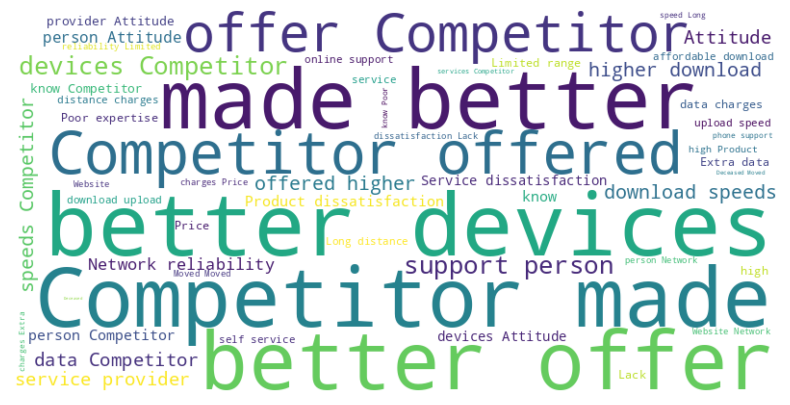 provider Attitude
offer Competitor
speed Long
person Attitude
Attitude
reliability Limited
devices Competitor
online support
Limited range
affordable download
higher download
services Competitor
service
know Competitor
made better
know Poor
distance charges
data charges
Poor expertise
upload speed
Competitor offered
dissatisfaction Lack
phone support
high Product
Extra data
Deceased Moved
speeds Competitor
Website
charges Price
offered higher
Service dissatisfaction
download speeds
download upload
Product dissatisfaction
know
better devices
Price
Long distance
Network reliability
Moved Moved
support person
person Network
high
Competitor made
Deceased
charges Extra
person Competitor
self service
devices Attitude
Website Network
data Competitor
better offer
service provider
Lack